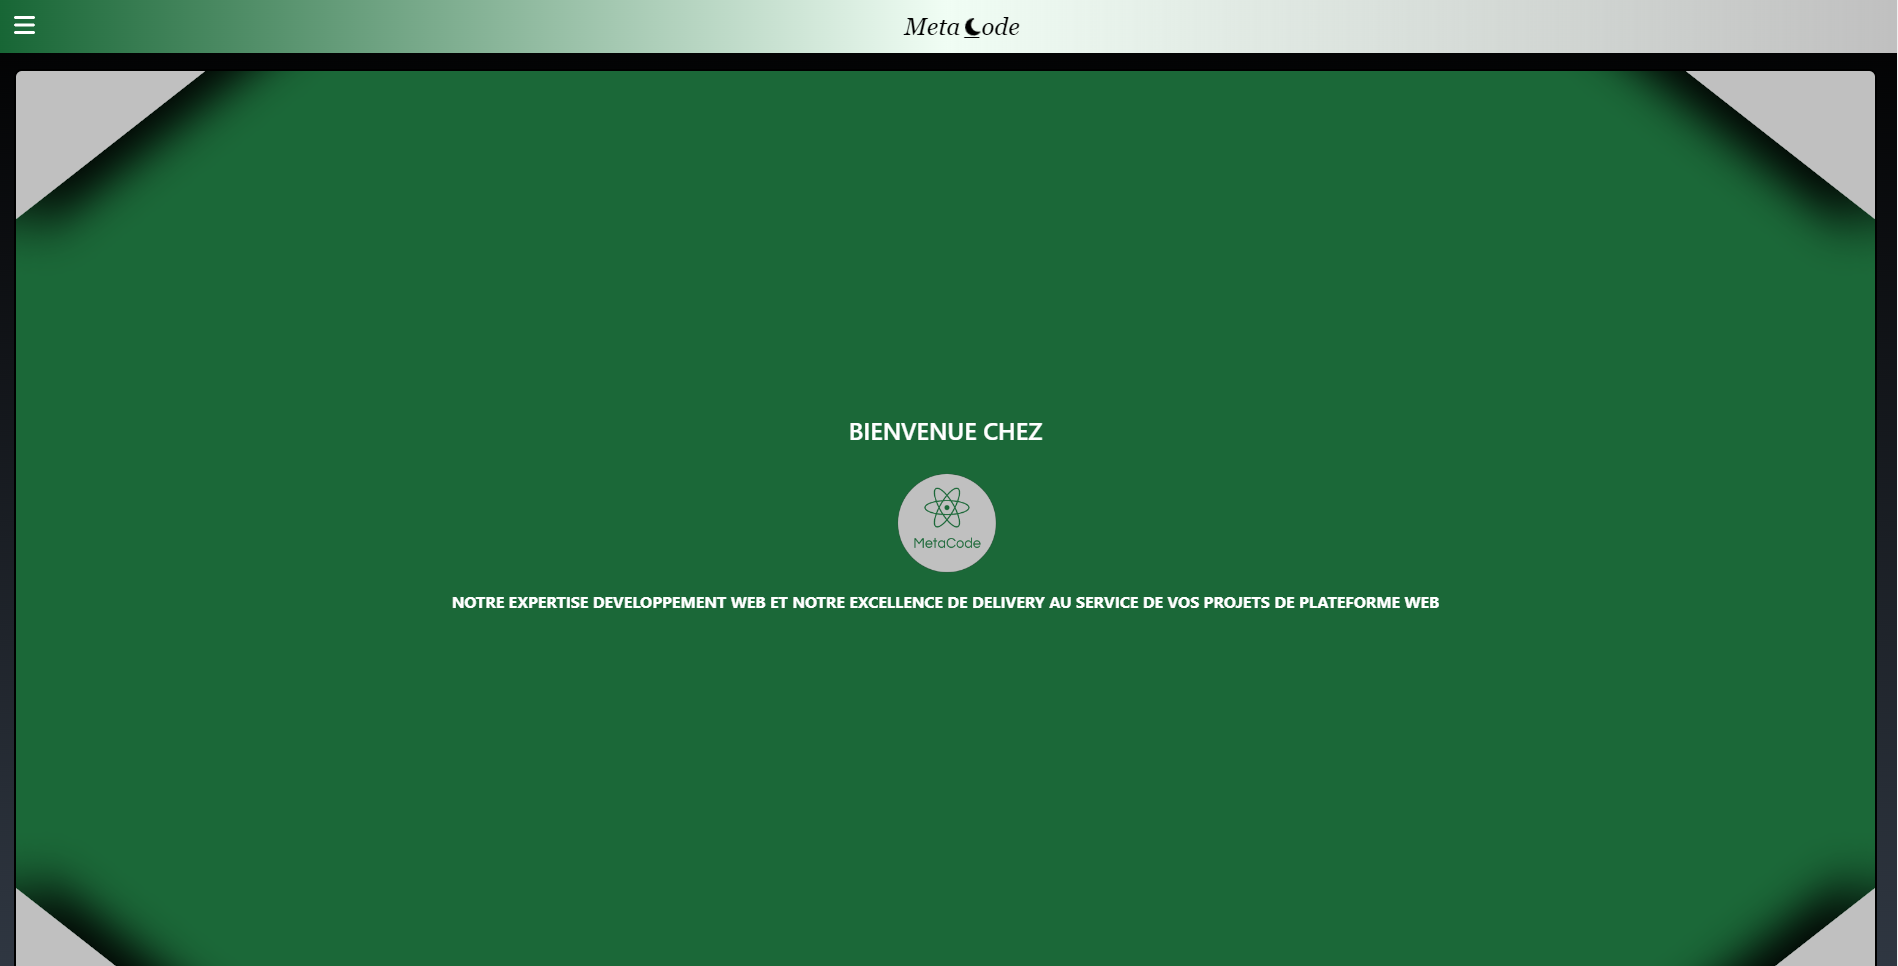 Meta ode
BIENVENUE CHEZ
MetaCode
NOTRE EXPERTISE DEVELOPPEMENT WEB ET NOTRE EXCELLENCE DE DELIVERY AU SERVICE DE VOS PROJETS DE PLATEFORME WEB